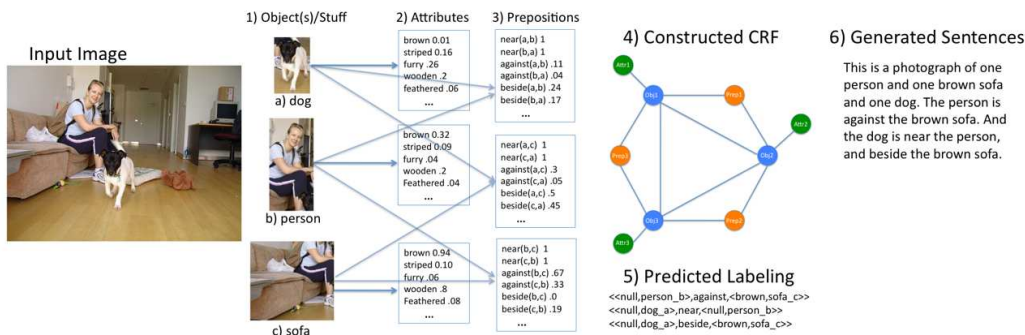 Input Image
1) Object(s)/Stuff
a) dog
b) person
c) sofa
2) Attributes
brown 0.01
striped 0.16
furry .26
wooden .2
feathered .06
...
brown 0.32
striped 0.09
furry .04
wooden .2
Feathered .04
...
brown 0.94
striped 0.10
furry .06
wooden .8
Feathered .08
...
3) Prepositions
near(a,b) 1
near(b,a) 1
against(a,b) .11
against(b,a) .04
beside(a,b) .24
beside(b,a) .17
...
near(a,c) 1
near(c,a) 1
against(a,c) .3
against(c,a) .05
beside(a,c) .5
beside(c,a) .45
...
near(b,c) 1
near(c,b) 1
against(b,c) .67
against(c,b) .33
beside(b,c) .0
beside(c,b) .19
...
4) Constructed CRF
Attr1
Obj1
Prep1
Attr2
Obj2
Prep3
Obj3
Prep2
Attr3
5) Predicted Labeling
<<null,person_b>,against,<brown,sofa_c>>
<<null,dog_a>,near,<null,person_b>>
<<null,dog_a>,beside,<brown,sofa_c>>
6) Generated Sentences
This is a photograph of one
person and one brown sofa
and one dog. The person is
against the brown sofa. And
the dog is near the person,
and beside the brown sofa.